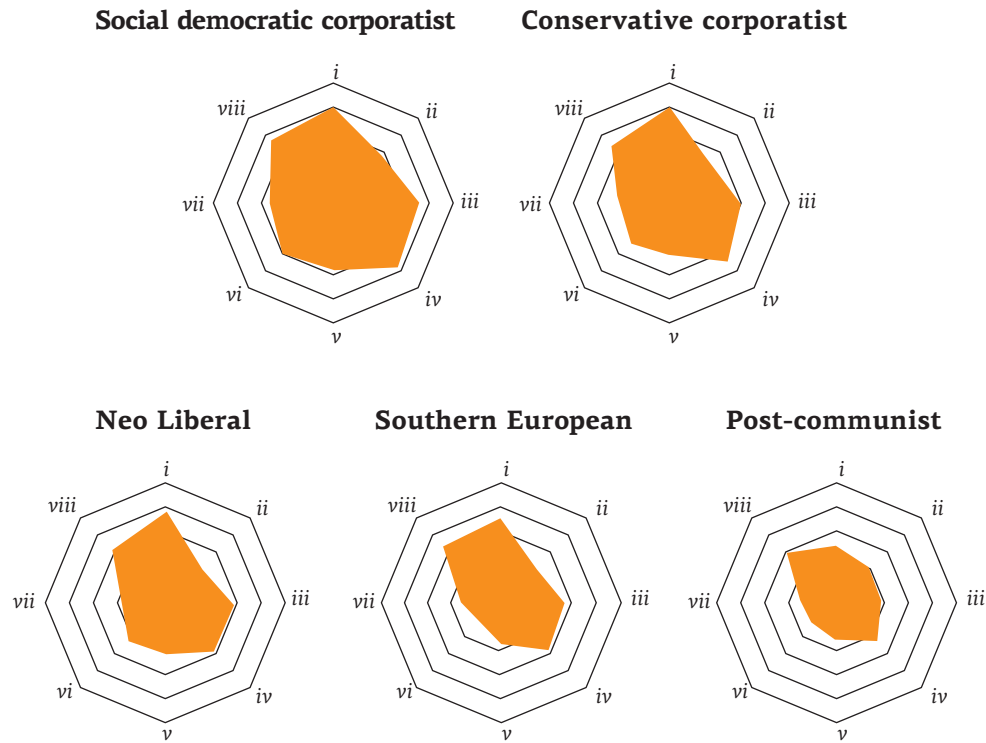 Social democratic corporatist
Conservative corporatist
i
viii
ii
vii
iii
vi
iv
v
i
viii
ii
vii
iii
vi
iv
v
Neo Liberal
Southern European
Post-communist
i
viii
ii
vii
iii
vi
iv
v
i
viii
ii
vii
iii
vi
iv
v
i
viii
ii
vii
iii
vi
iv
v